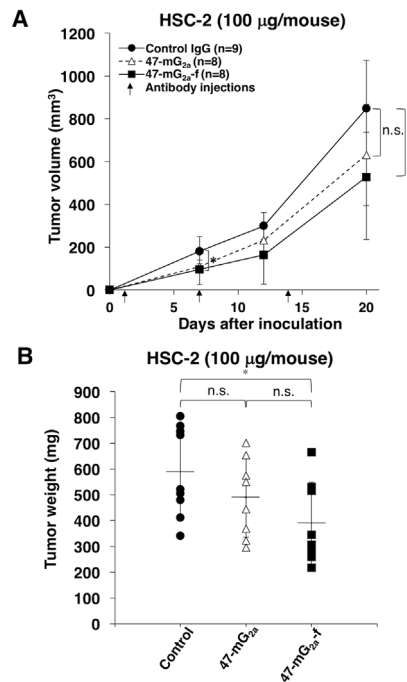 A
HSC-2 (100 µg/mouse)
1200
1000
800
600
400
200
0
Tumor volume (mm³)
Control IgG (n=9)
47-mG₂ₐ (n=8)
47-mG₂ₐ-f (n=8)
Antibody injections
n.s.
*
0 5 10 15 20
Days after inoculation
B
HSC-2 (100 µg/mouse)
*
n.s. n.s.
900
800
700
600
500
400
300
200
100
0
Tumor weight (mg)
Control
47-mG₂ₐ
47-mG₂ₐ-f